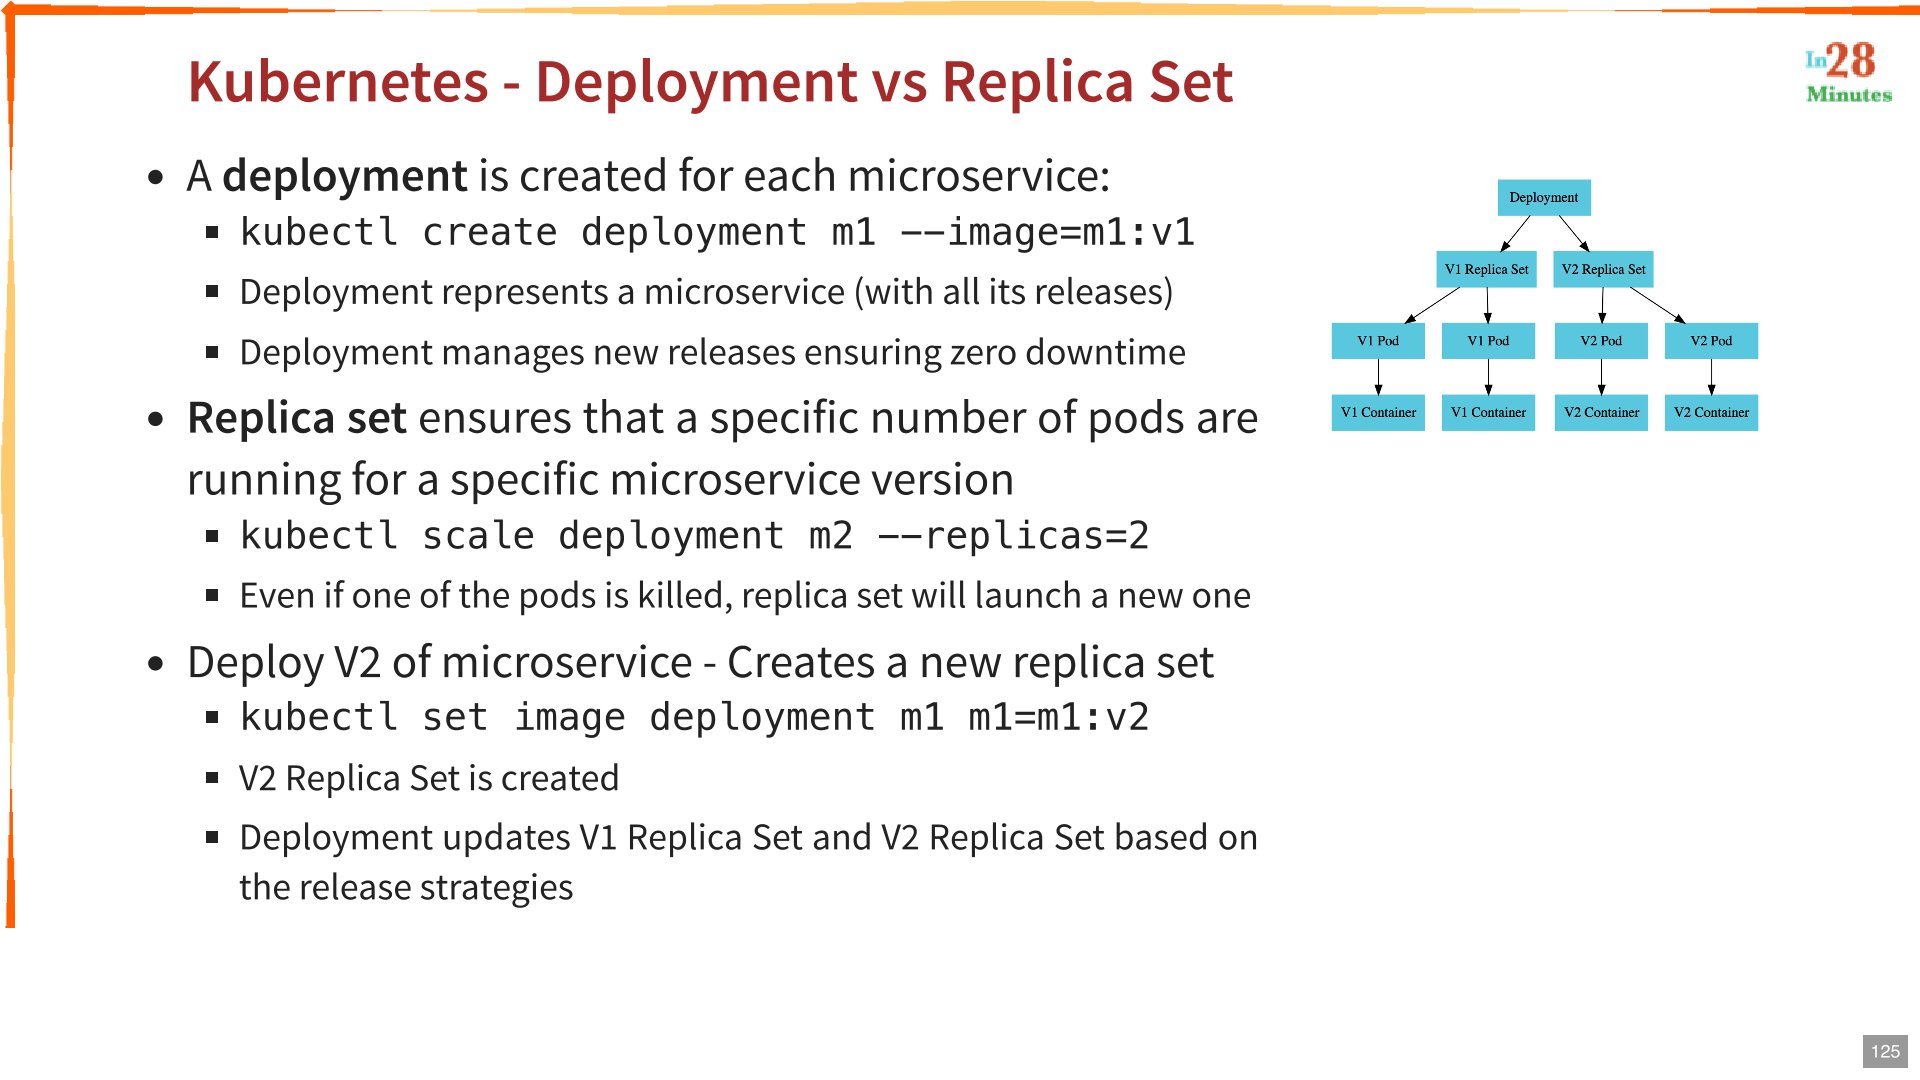 Kubernetes - Deployment vs Replica Set
In28
Minutes
• A deployment is created for each microservice:
▪ kubectl create deployment m1 --image=m1:v1
▪ Deployment represents a microservice (with all its releases)
▪ Deployment manages new releases ensuring zero downtime
• Replica set ensures that a specific number of pods are
running for a specific microservice version
▪ kubectl scale deployment m2 --replicas=2
▪ Even if one of the pods is killed, replica set will launch a new one
• Deploy V2 of microservice - Creates a new replica set
▪ kubectl set image deployment m1 m1=m1:v2
▪ V2 Replica Set is created
▪ Deployment updates V1 Replica Set and V2 Replica Set based on
the release strategies
Deployment
V1 Replica Set V2 Replica Set
V1 Pod V1 Pod V2 Pod V2 Pod
V1 Container V1 Container V2 Container V2 Container
125